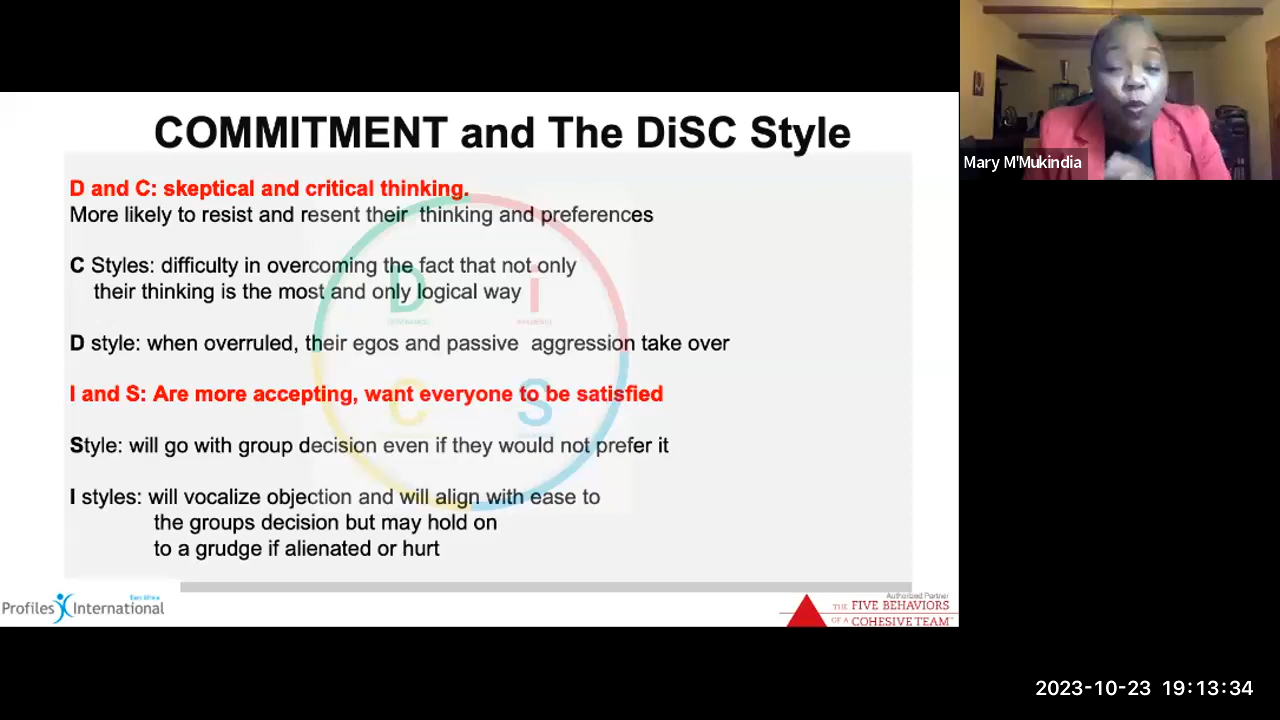 COMMITMENT and The DiSC Style
D and C: skeptical and critical thinking.
More likely to resist and resent their thinking and preferences
C Styles: difficulty in overcoming the fact that not only
their thinking is the most and only logical way
D style: when overruled, their egos and passive aggression take over
I and S: Are more accepting, want everyone to be satisfied
Style: will go with group decision even if they would not prefer it
I styles: will vocalize objection and will align with ease to
the groups decision but may hold on
to a grudge if alienated or hurt
D i
C S
East Africa
Profiles International
Authorized Partner
THE FIVE BEHAVIORS
OF A COHESIVE TEAM™
Mary M'Mukindia
2023-10-23 19:13:34